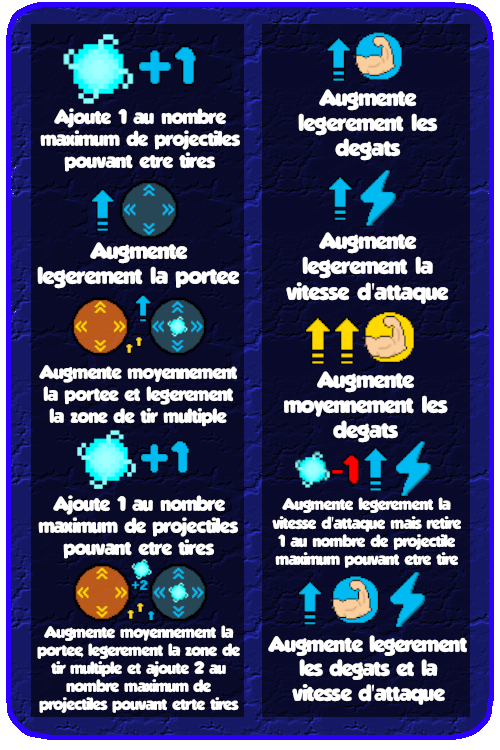 +1
Ajoute 1 au nombre
maximum de projectiles
pouvant etre tires
Augmente
legerement la portee
Augmente moyennement
la portee et legerement
la zone de tir multiple
+1
Ajoute 1 au nombre
maximum de projectiles
pouvant etre tires
+2
Augmente moyennement la
portee, legerement la zone de
tir multiple et ajoute 2 au
nombre maximum de
projectiles pouvant etrte tires
Augmente
legerement les
degats
Augmente
legerement la
vitesse d'attaque
Augmente
moyennement les
degats
-1
Augmente legerement la
vitesse d'attaque mais retire
1 au nombre de projectile
maximum pouvant etre tire
Augmente legerement
les degats et la
vitesse d'attaque